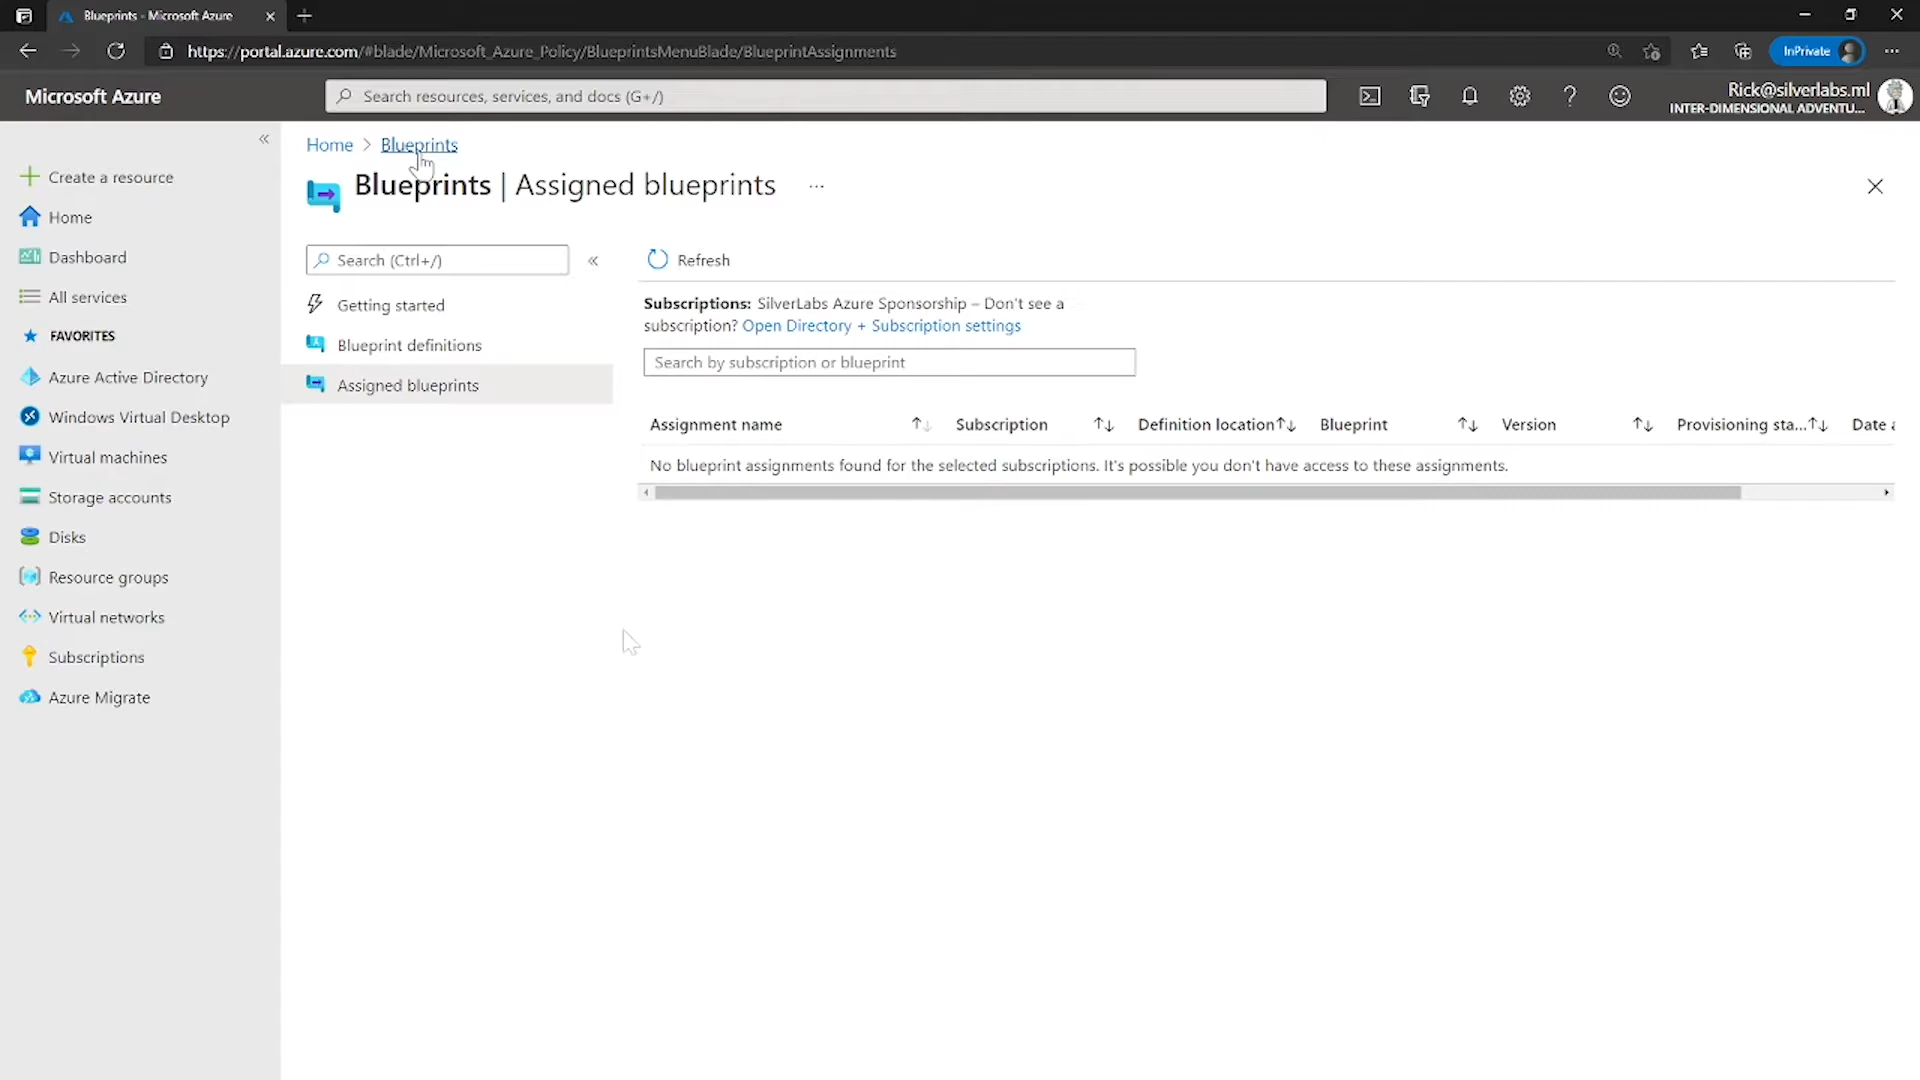 Blueprints - Microsoft Azure
https://portal.azure.com/#blade/Microsoft_Azure_Policy/BlueprintsMenuBlade/BlueprintAssignments
InPrivate
Microsoft Azure
Search resources, services, and docs (G+/)
Rick@silverlabs.ml
INTER-DIMENSIONAL ADVENTU...
Home > Blueprints
Blueprints | Assigned blueprints
...
Create a resource
Home
Dashboard
All services
FAVORITES
Azure Active Directory
Windows Virtual Desktop
Virtual machines
Storage accounts
Disks
Resource groups
Virtual networks
Subscriptions
Azure Migrate
Search (Ctrl+/)
Getting started
Blueprint definitions
Assigned blueprints
Refresh
Subscriptions: SilverLabs Azure Sponsorship – Don't see a
subscription? Open Directory + Subscription settings
Search by subscription or blueprint
Assignment name Subscription Definition location Blueprint Version Provisioning sta... Date
No blueprint assignments found for the selected subscriptions. It's possible you don't have access to these assignments.